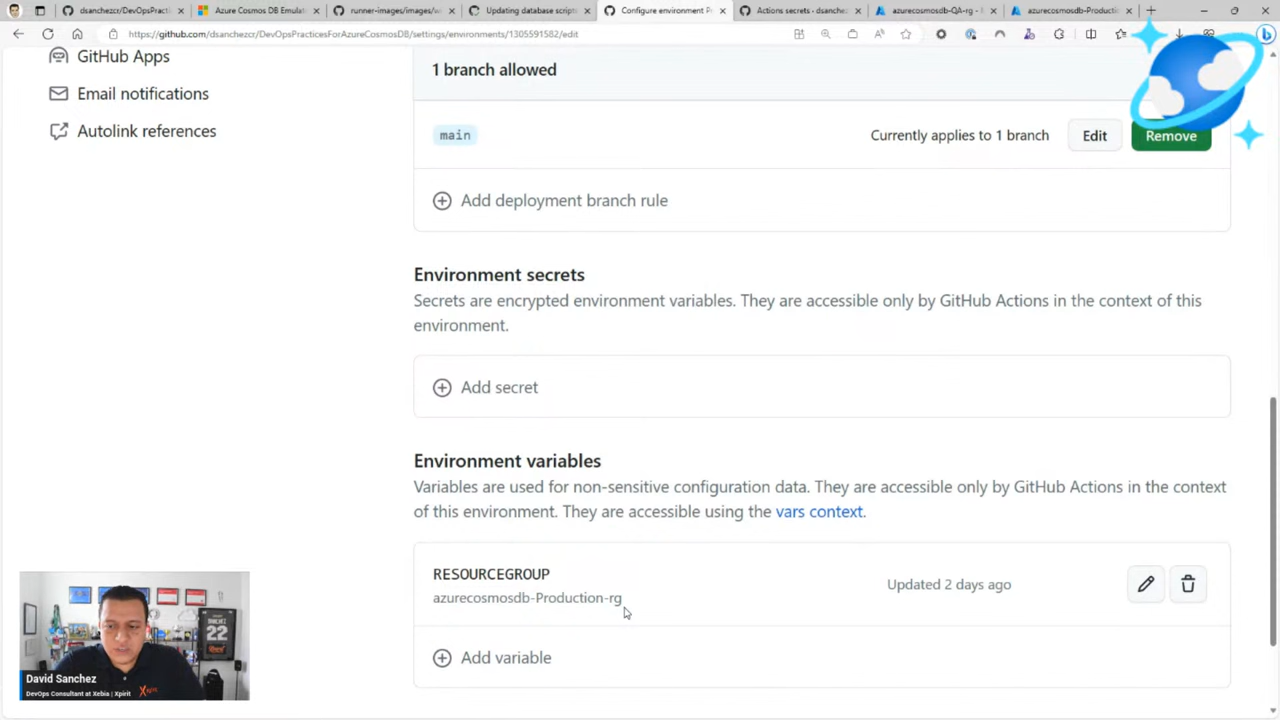 dsanchezcr/DevOpsPracti
Azure Cosmos DB Emulat
runner-images/images/w
Updating database scripts
Configure environment P
Actions secrets - dsanche
azurecosmosdb-QA-rg -
azurecosmosdb-Productio
https://github.com/dsanchezcr/DevOpsPracticesForAzureCosmosDB/settings/environments/1305591582/edit
GitHub Apps
Email notifications
Autolink references
1 branch allowed
main
Currently applies to 1 branch
Edit
Remove
Add deployment branch rule
Environment secrets
Secrets are encrypted environment variables. They are accessible only by GitHub Actions in the context of this
environment.
Add secret
Environment variables
Variables are used for non-sensitive configuration data. They are accessible only by GitHub Actions in the context
of this environment. They are accessible using the vars context.
RESOURCEGROUP
azurecosmosdb-Production-rg
Updated 2 days ago
Add variable
22
David Sanchez
DevOps Consultant at Xebia | Xpirit